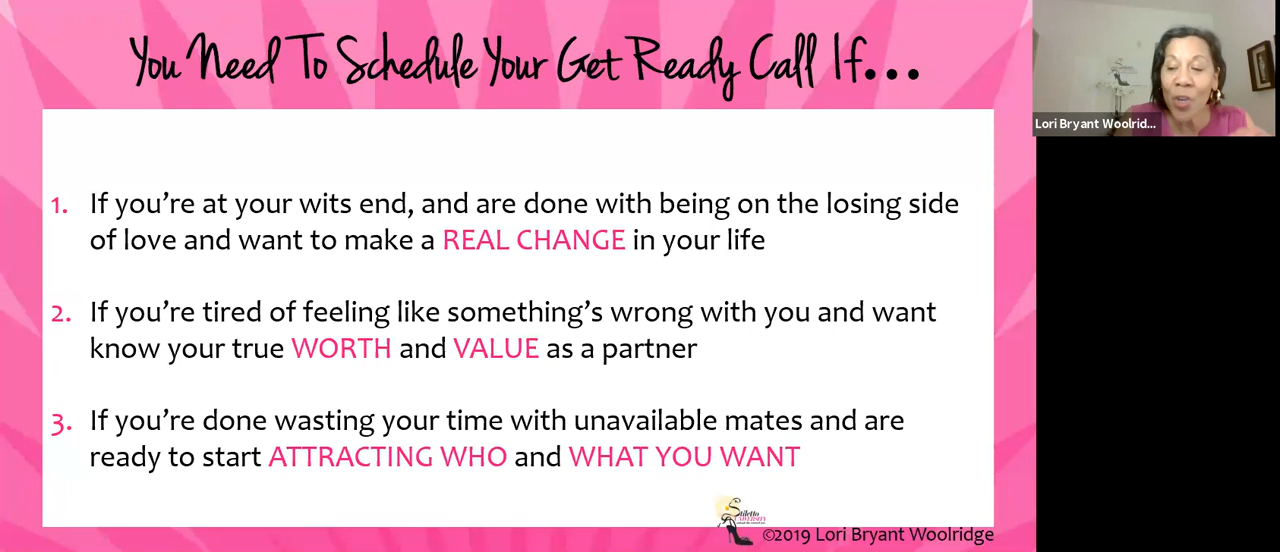 You Need To Schedule Your Get Ready Call If...
Lori Bryant Woolrid...
1. If you’re at your wits end, and are done with being on the losing side
of love and want to make a REAL CHANGE in your life
2. If you’re tired of feeling like something’s wrong with you and want
know your true WORTH and VALUE as a partner
3. If you’re done wasting your time with unavailable mates and are
ready to start ATTRACTING WHO and WHAT YOU WANT
Stiletto
©2019 Lori Bryant Woolridge